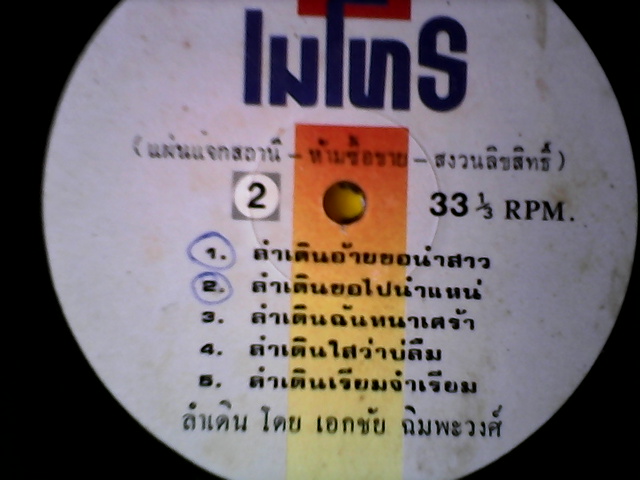 ไมโทร
(แผ่นแจกสถานี – ห้ามซื้อขาย – สงวนลิขสิทธิ์)
2 33 ⅓ RPM.
1. ลำเดินอ้ายขอนำสาว
2. ลำเดินขอไปนำแหน่
3. ลำเดินฉันหนาเศร้า
4. ลำเดินใสว่าบ่ลืม
5. ลำเดินเรียมจำเรียม
ลำเดิน โดย เอกชัย ฉิมพะวงศ์